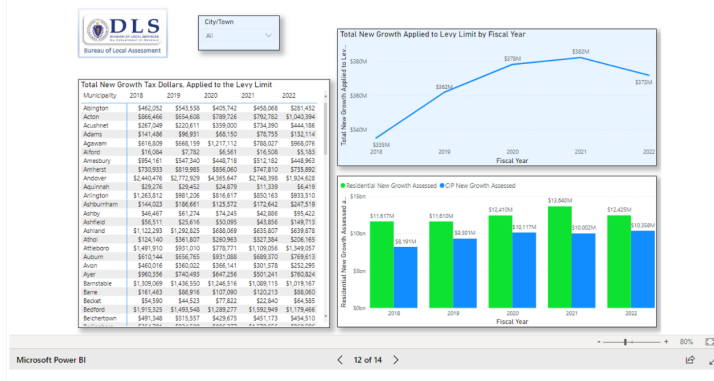 DLS
DIVISION OF LOCAL SERVICES
Bureau of Local Assessment
City/Town
All
Total New Growth Tax Dollars, Applied to the Levy Limit
Municipality 2018 2019 2020 2021 2022
Abington $462,052 $543,538 $405,742 $458,068 $281,452
Acton $866,466 $654,608 $789,726 $792,782 $1,040,394
Acushnet $267,049 $220,611 $359,000 $734,390 $444,186
Adams $141,486 $96,931 $68,150 $78,755 $132,114
Agawam $616,809 $668,199 $1,217,112 $788,027 $968,076
Alford $16,084 $7,782 $6,561 $16,508 $5,183
Amesbury $954,161 $547,340 $448,718 $512,182 $448,963
Amherst $730,933 $819,985 $856,060 $747,810 $735,892
Andover $2,440,476 $2,772,929 $4,365,647 $2,748,398 $1,924,628
Aquinnah $29,276 $29,452 $24,879 $11,339 $6,419
Arlington $1,263,812 $981,206 $816,617 $850,163 $933,510
Ashburnham $144,023 $186,661 $125,572 $172,642 $247,519
Ashby $46,467 $61,274 $74,245 $42,886 $95,422
Ashfield $56,511 $25,616 $50,095 $43,856 $149,713
Ashland $1,122,293 $1,292,825 $688,069 $635,807 $639,878
Athol $124,140 $361,807 $260,963 $327,384 $206,165
Attleboro $1,491,910 $931,010 $778,771 $1,109,056 $1,349,057
Auburn $610,144 $656,765 $931,088 $689,370 $769,613
Avon $460,016 $360,022 $366,141 $301,578 $252,295
Ayer $960,356 $740,493 $647,256 $501,241 $760,824
Barnstable $1,309,069 $1,436,550 $1,246,516 $1,089,115 $1,019,167
Barre $161,463 $86,916 $107,090 $120,213 $88,060
Becket $54,590 $44,523 $77,822 $22,840 $64,585
Bedford $1,915,325 $1,493,548 $1,289,277 $1,592,949 $1,179,466
Belchertown $491,348 $515,557 $429,675 $451,173 $454,510
Total New Growth Applied to Levy Limit by Fiscal Year
Total New Growth Applied to Lev...
$380M
$360M
$340M
$335M
$362M
$378M
$382M
$372M
2018 2019 2020 2021 2022
Fiscal Year
Residential New Growth Assessed CIP New Growth Assessed
Residential New Growth Assessed a...
$15bn
$10bn
$5bn
$0bn
$11,617M $8,191M $11,610M $9,301M $12,410M $10,117M $13,640M $10,002M $12,425M $10,358M
2018 2019 2020 2021 2022
Fiscal Year
- + 80%
Microsoft Power BI
12 of 14